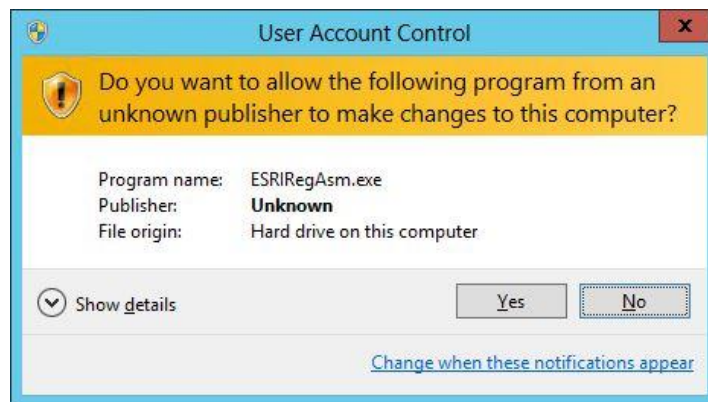 User Account Control
x
Do you want to allow the following program from an
unknown publisher to make changes to this computer?
Program name: ESRIRegAsm.exe
Publisher: Unknown
File origin: Hard drive on this computer
Show details
Yes No
Change when these notifications appear